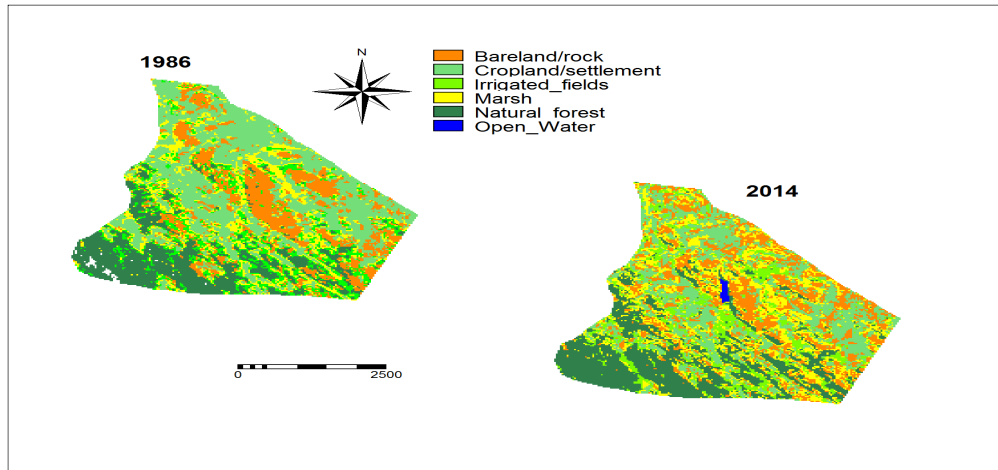 1986
N
Bareland/rock
Cropland/settlement
Irrigated_fields
Marsh
Natural_forest
Open_Water
2014
0 2500